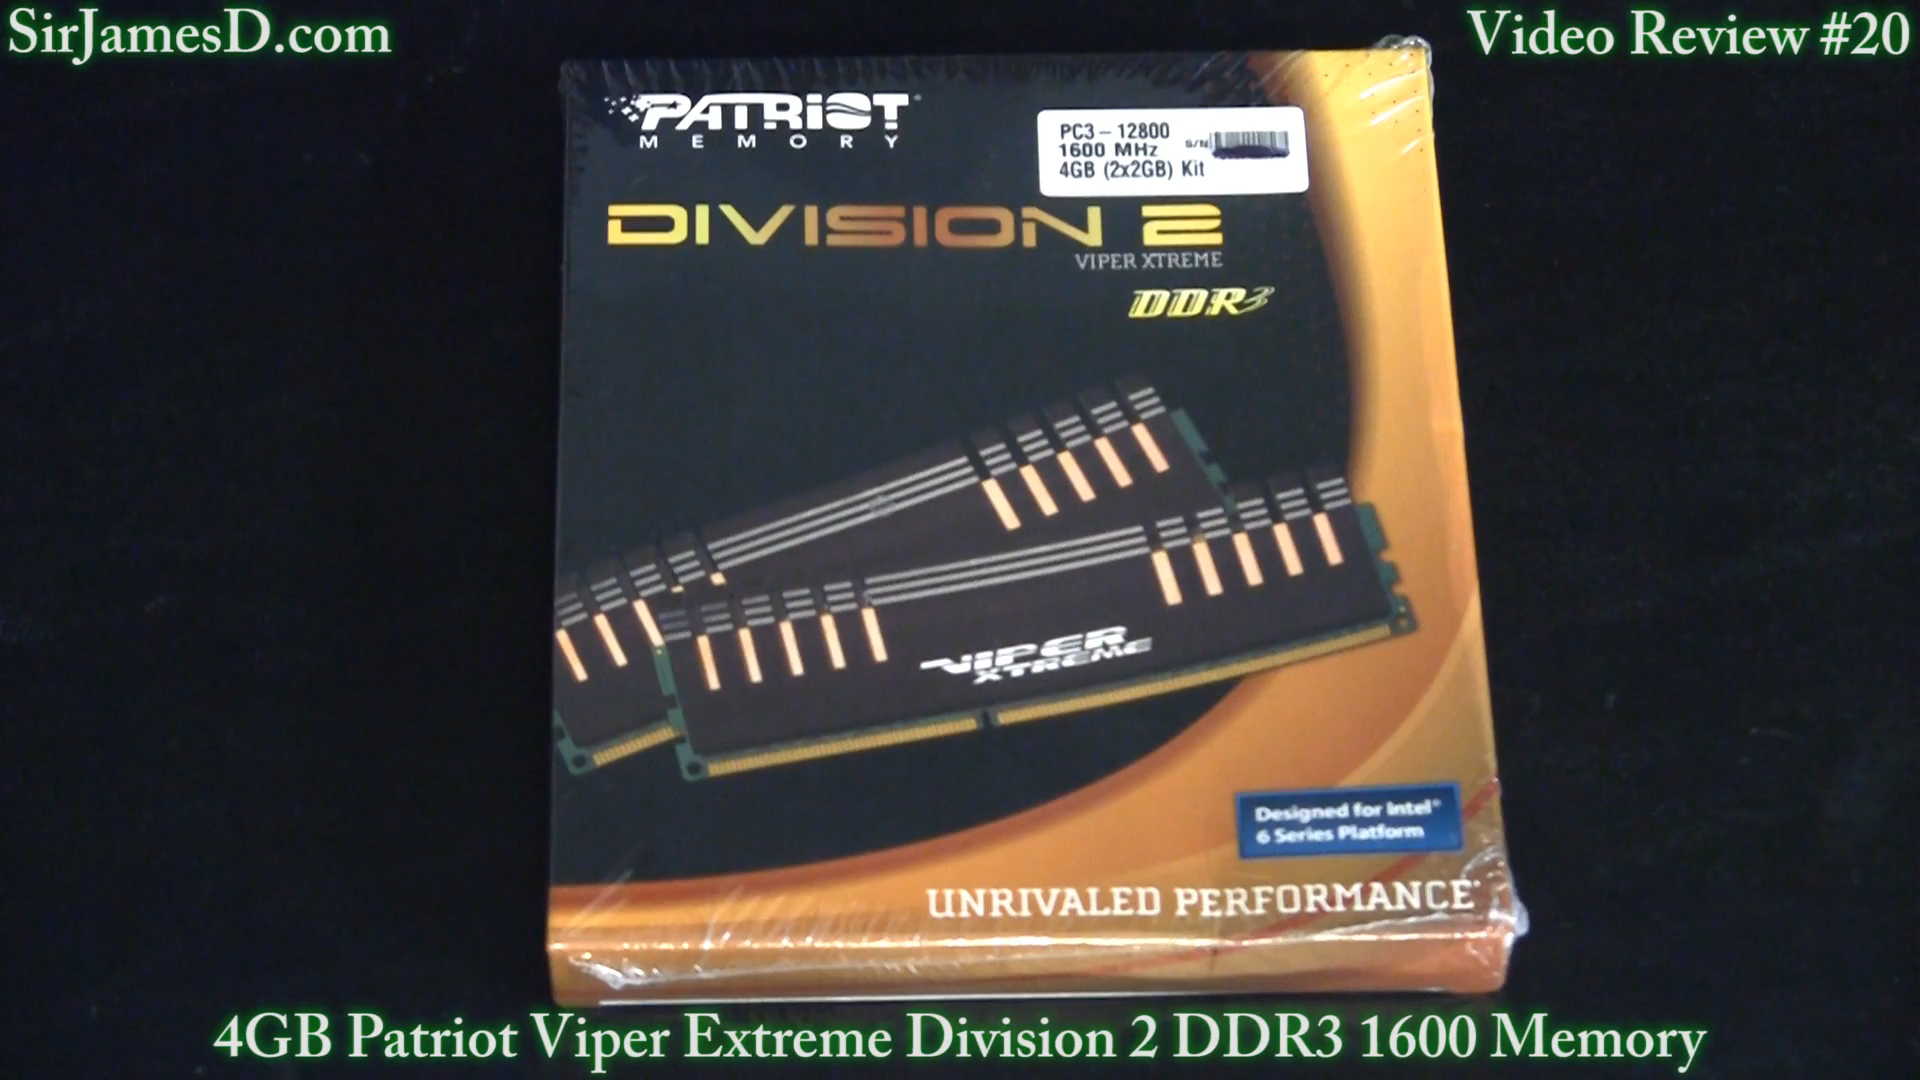 SirJamesD.com
Video Review #20
PATRIOT
MEMORY
PC3-12800
1600 MHz
S/N
4GB (2x2GB) Kit
DIVISION 2
VIPER XTREME
DDR3
VIPER
XTREME
Designed for Intel®
6 Series Platform
UNRIVALED PERFORMANCE
4GB Patriot Viper Extreme Division 2 DDR3 1600 Memory